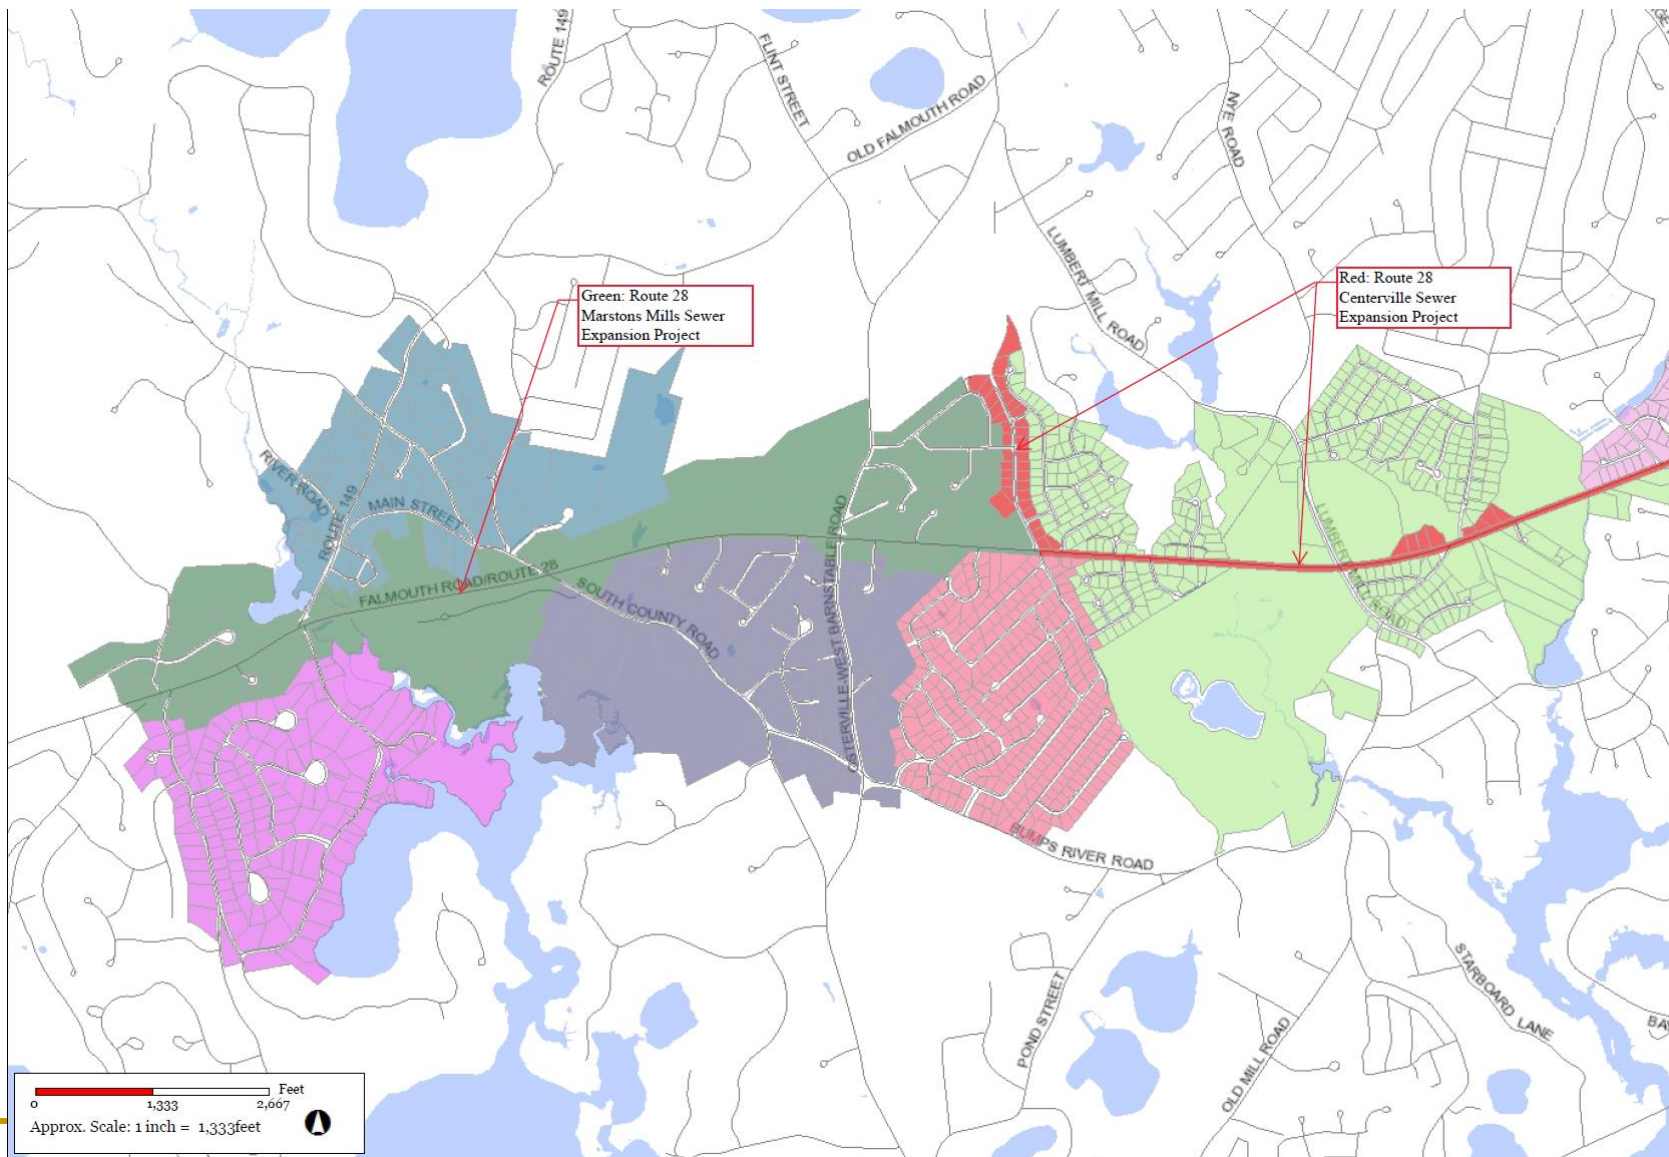 ROUTE 149
FLINT STREET
OLD FALMOUTH ROAD
NYE ROAD
LUMBERT MILL ROAD
Green: Route 28
Marstons Mills Sewer
Expansion Project
Red: Route 28
Centerville Sewer
Expansion Project
RIVER ROAD
ROUTE 149
MAIN STREET
FALMOUTH ROAD/ROUTE 28
SOUTH COUNTY ROAD
OSTERVILLE-WEST BARNSTABLE ROAD
LUMBERT MILL ROAD
BUMPS RIVER ROAD
POND STREET
OLD MILL ROAD
STARBOARD LANE
BA
Feet
0 1,333 2,667
Approx. Scale: 1 inch = 1,333feet